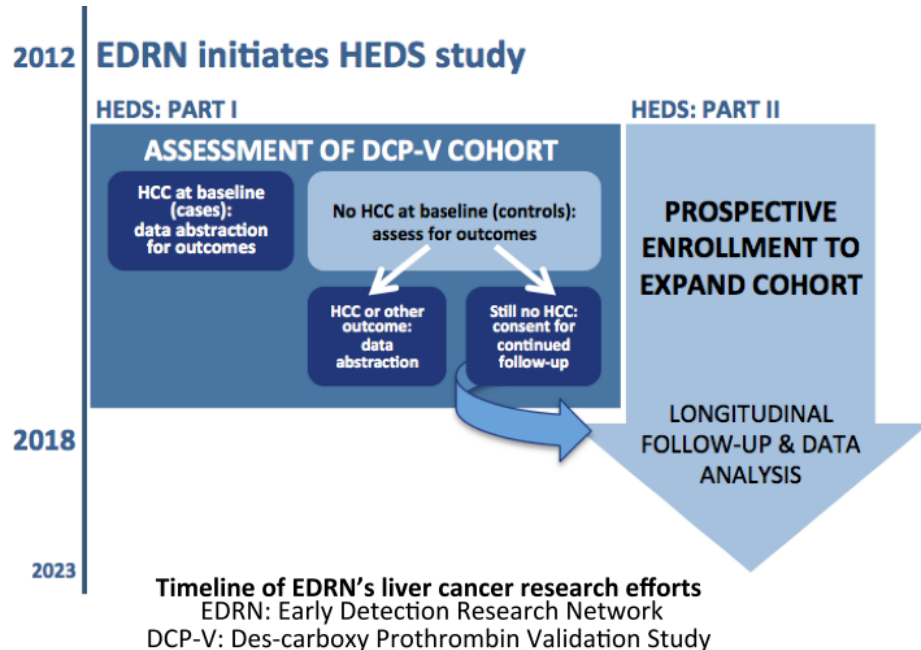 2012
EDRN initiates HEDS study
HEDS: PART I
HEDS: PART II
ASSESSMENT OF DCP-V COHORT
HCC at baseline
(cases):
data abstraction
for outcomes
No HCC at baseline (controls):
assess for outcomes
HCC or other
outcome:
data
abstraction
Still no HCC:
consent for
continued
follow-up
PROSPECTIVE
ENROLLMENT TO
EXPAND COHORT
2018
LONGITUDINAL
FOLLOW-UP & DATA
ANALYSIS
2023
Timeline of EDRN's liver cancer research efforts
EDRN: Early Detection Research Network
DCP-V: Des-carboxy Prothrombin Validation Study